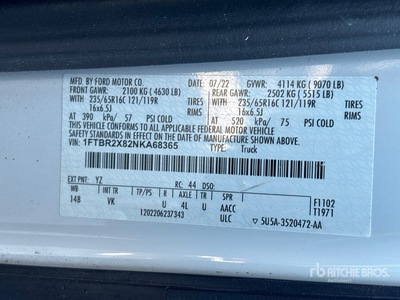 MFD. BY FORD MOTOR CO. DATE: 07/22 GVWR: 4114 KG ( 9070 LB)
FRONT GAWR: 2100 KG ( 4630 LB) REAR GAWR: 2502 KG ( 5515 LB)
WITH 235/65R16C 121/119R TIRES WITH 235/65R16C 121/119R TIRES
16x6.5J RIMS 16x6.5J RIMS
AT 390 kPa/ 57 PSI COLD AT 520 kPa/ 75 PSI COLD
THIS VEHICLE CONFORMS TO ALL APPLICABLE FEDERAL MOTOR VEHICLE
SAFETY STANDARDS IN EFFECT ON THE DATE OF MANUFACTURE SHOWN ABOVE.
VIN: 1FTBR2X82NKA68365 TYPE: Truck
EXT PNT: YZ RC: 44 DSO:
WB INT TR TP/PS R AXLE TR SPR F1102
148 VK U 4L U AACC T1971
1202206237343 ULC ▽ 5U5A-3520472-AA
rb ritchie bros.